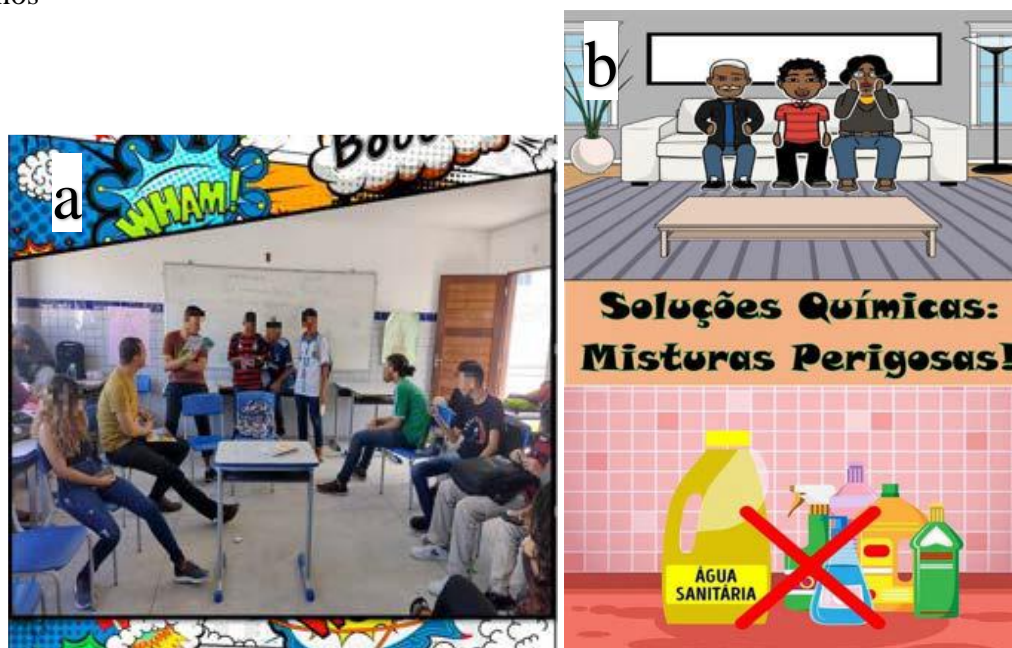 a
WHAM!
b
Soluções Químicas:
Misturas Perigosas!
ÁGUA
SANITÁRIA